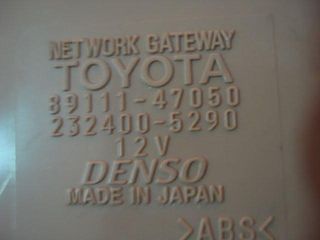 NETWORK GATEWAY
TOYOTA
89111-47050
232400-5290
12V
DENSO
MADE IN JAPAN
>ABS<